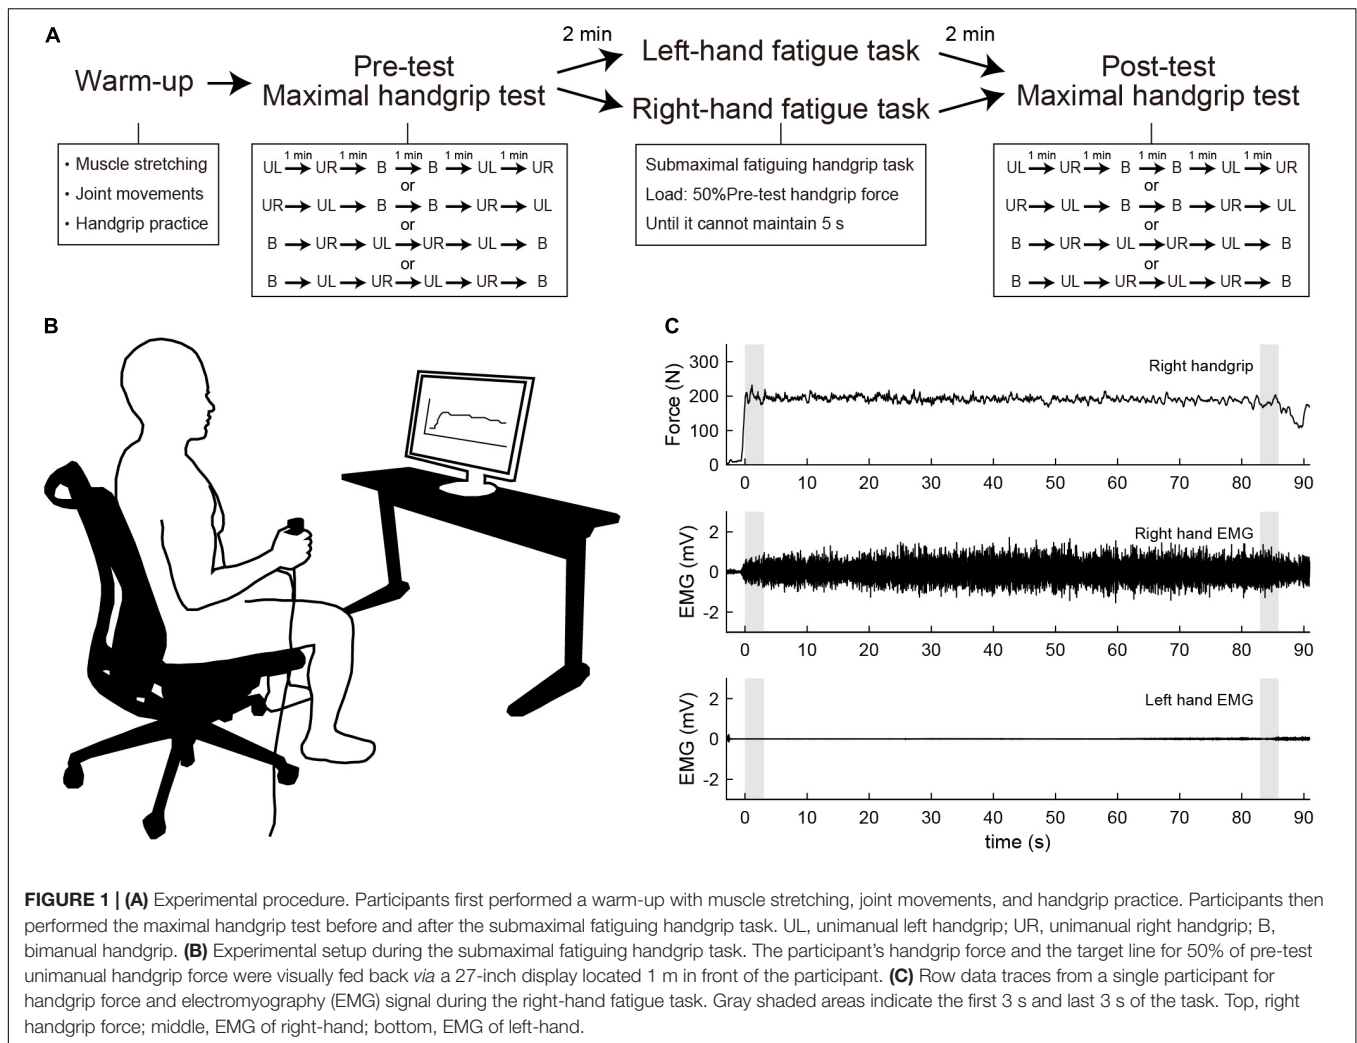 A
Warm-up
• Muscle stretching
• Joint movements
• Handgrip practice
Pre-test
Maximal handgrip test
1 min 1 min 1 min 1 min 1 min
UL UR B B UL UR
or
UR UL B B UR UL
or
B UR UL UR UL B
or
B UL UR UL UR B
2 min
Left-hand fatigue task
Right-hand fatigue task
Submaximal fatiguing handgrip task
Load: 50%Pre-test handgrip force
Until it cannot maintain 5 s
2 min
Post-test
Maximal handgrip test
1 min 1 min 1 min 1 min 1 min
UL UR B B UL UR
or
UR UL B B UR UL
or
B UR UL UR UL B
or
B UL UR UL UR B
B
C
Right handgrip
Force (N)
300
200
100
0
0 10 20 30 40 50 60 70 80 90
Right hand EMG
EMG (mV)
2
0
-2
0 10 20 30 40 50 60 70 80 90
Left hand EMG
EMG (mV)
2
0
-2
0 10 20 30 40 50 60 70 80 90
time (s)
FIGURE 1 | (A) Experimental procedure. Participants first performed a warm-up with muscle stretching, joint movements, and handgrip practice. Participants then
performed the maximal handgrip test before and after the submaximal fatiguing handgrip task. UL, unimanual left handgrip; UR, unimanual right handgrip; B,
bimanual handgrip. (B) Experimental setup during the submaximal fatiguing handgrip task. The participant's handgrip force and the target line for 50% of pre-test
unimanual handgrip force were visually fed back via a 27-inch display located 1 m in front of the participant. (C) Row data traces from a single participant for
handgrip force and electromyography (EMG) signal during the right-hand fatigue task. Gray shaded areas indicate the first 3 s and last 3 s of the task. Top, right
handgrip force; middle, EMG of right-hand; bottom, EMG of left-hand.